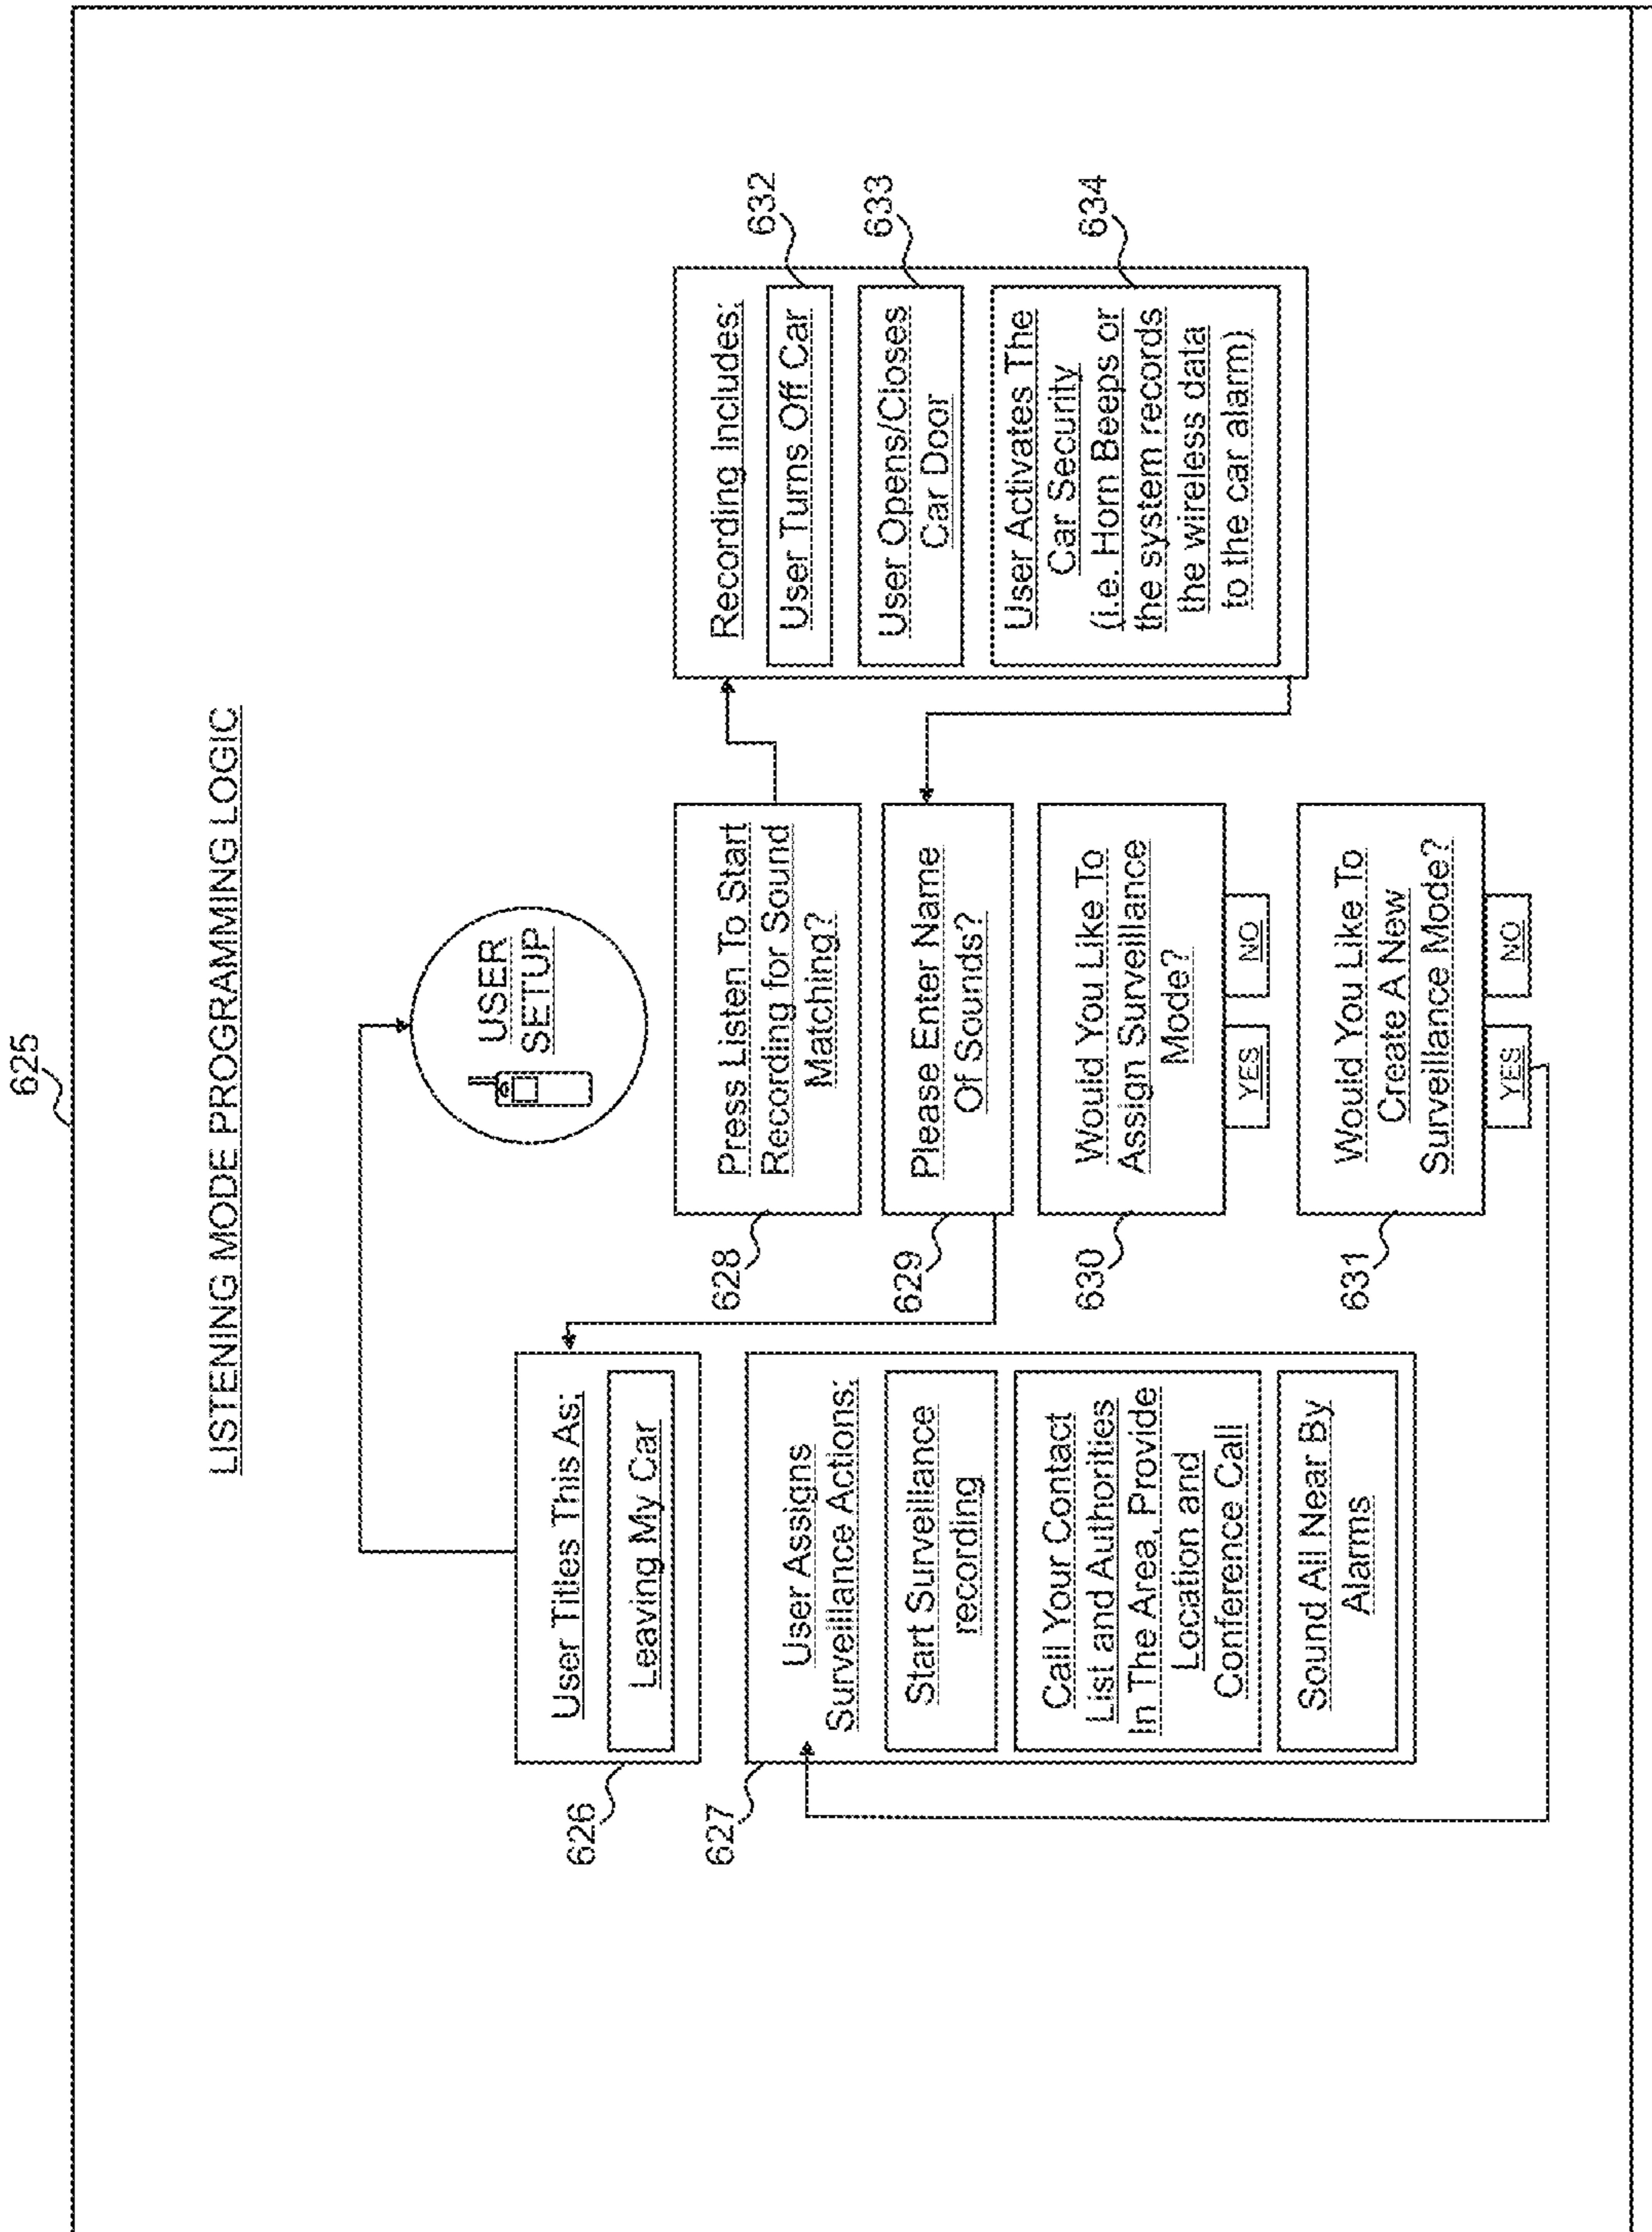 625
LISTENING MODE PROGRAMMING LOGIC
USER
SETUP
626
User Titles This As:
Leaving My Car
627
User Assigns
Surveillance Actions:
Start Surveillance
recording
Call Your Contact
List and Authorities
In The Area, Provide
Location and
Conference Call
Sound All Near By
Alarms
628
Press Listen To Start
Recording for Sound
Matching?
629
Please Enter Name
Of Sounds?
630
Would You Like To
Assign Surveillance
Mode?
YES
NO
631
Would You Like To
Create A New
Surveillance Mode?
YES
NO
Recording Includes:
632
User Turns Off Car
633
User Opens/Closes
Car Door
634
User Activates The
Car Security
(i.e. Horn Beeps or
the system records
the wireless data
to the car alarm)